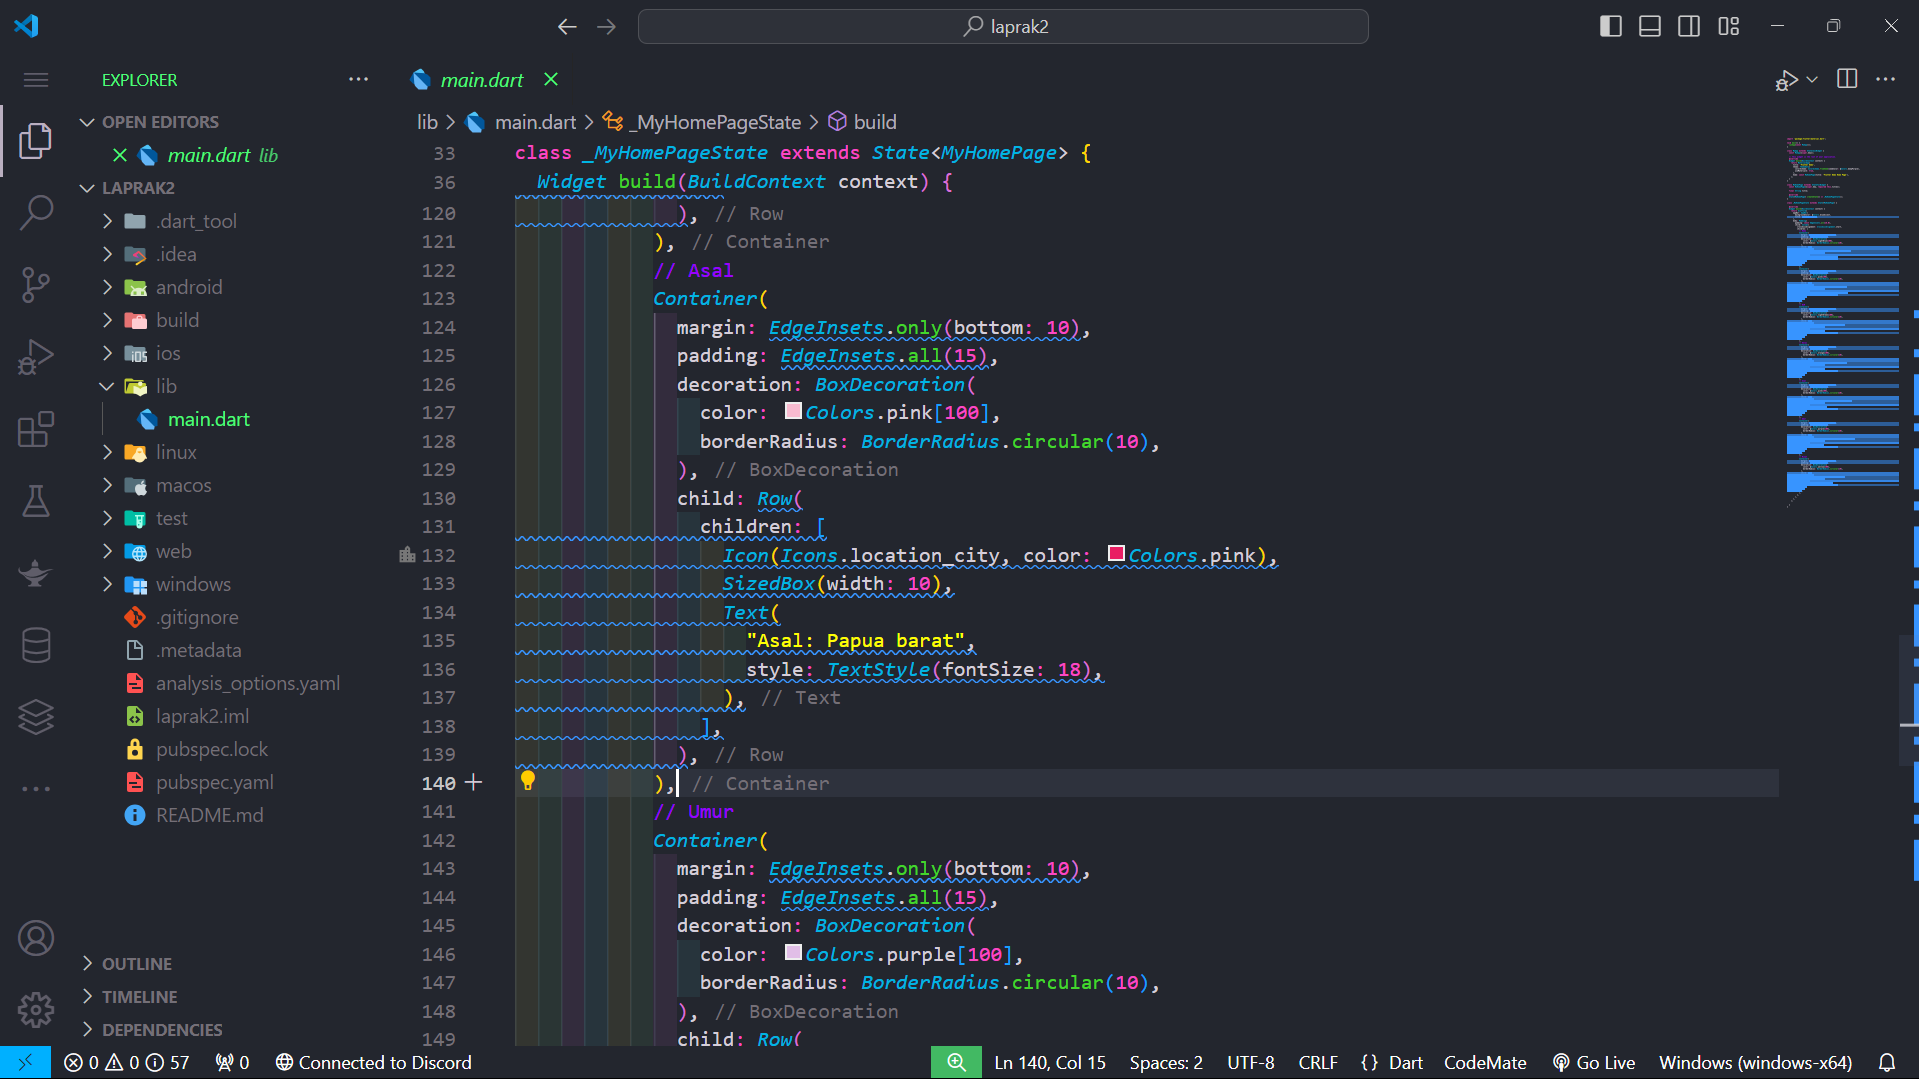 laprak2
EXPLORER
main.dart
OPEN EDITORS
main.dart lib
LAPRAK2
.dart_tool
.idea
android
build
ios
lib
main.dart
linux
macos
test
web
windows
.gitignore
.metadata
analysis_options.yaml
laprak2.iml
pubspec.lock
pubspec.yaml
README.md
OUTLINE
TIMELINE
DEPENDENCIES
lib > main.dart > _MyHomePageState > build
33 class _MyHomePageState extends State<MyHomePage> {
36 Widget build(BuildContext context) {
120 ), // Row
121 ), // Container
122 // Asal
123 Container(
124 margin: EdgeInsets.only(bottom: 10),
125 padding: EdgeInsets.all(15),
126 decoration: BoxDecoration(
127 color: Colors.pink[100],
128 borderRadius: BorderRadius.circular(10),
129 ), // BoxDecoration
130 child: Row(
131 children: [
132 Icon(Icons.location_city, color: Colors.pink),
133 SizedBox(width: 10),
134 Text(
135 "Asal: Papua barat",
136 style: TextStyle(fontSize: 18),
137 ), // Text
138 ],
139 ), // Row
140 ), // Container
141 // Umur
142 Container(
143 margin: EdgeInsets.only(bottom: 10),
144 padding: EdgeInsets.all(15),
145 decoration: BoxDecoration(
146 color: Colors.purple[100],
147 borderRadius: BorderRadius.circular(10),
148 ), // BoxDecoration
149 child: Row(
0 0 57 0 Connected to Discord Ln 140, Col 15 Spaces: 2 UTF-8 CRLF {} Dart CodeMate Go Live Windows (windows-x64)